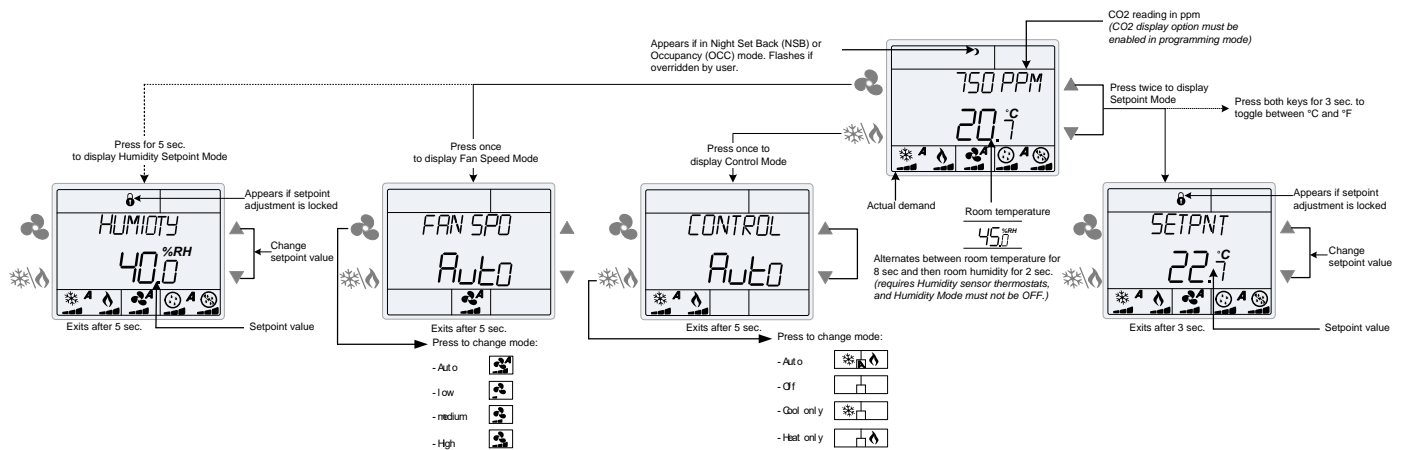 CO2 reading in ppm
(CO2 display option must be
enabled in programming mode)
Appears if in Night Set Back (NSB) or
Occupancy (OCC) mode. Flashes if
overridden by user.
750 PPM
20.7 °C
A A A
Press twice to display
Setpoint Mode
Press both keys for 3 sec. to
toggle between °C and °F
Actual demand
Room temperature
45.0 %RH
Alternates between room temperature for
8 sec and then room humidity for 2 sec.
(requires Humidity sensor thermostats,
and Humidity Mode must not be OFF.)
Press for 5 sec.
to display Humidity Setpoint Mode
Appears if setpoint
adjustment is locked
HUMIDTY
40.0 %RH
A A A
Change
setpoint value
Exits after 5 sec.
Setpoint value
Press once
to display Fan Speed Mode
FAN SPD
Auto
A
Exits after 5 sec.
Press to change mode:
- Auto
A
- low
- medium
- High
Press once to
display Control Mode
CONTROL
Auto
A
Exits after 5 sec.
Press to change mode:
- Auto
A
- Off
- Cool only
- Heat only
Appears if setpoint
adjustment is locked
SETPNT
22.7 °C
A A A
Change
setpoint value
Exits after 3 sec.
Setpoint value